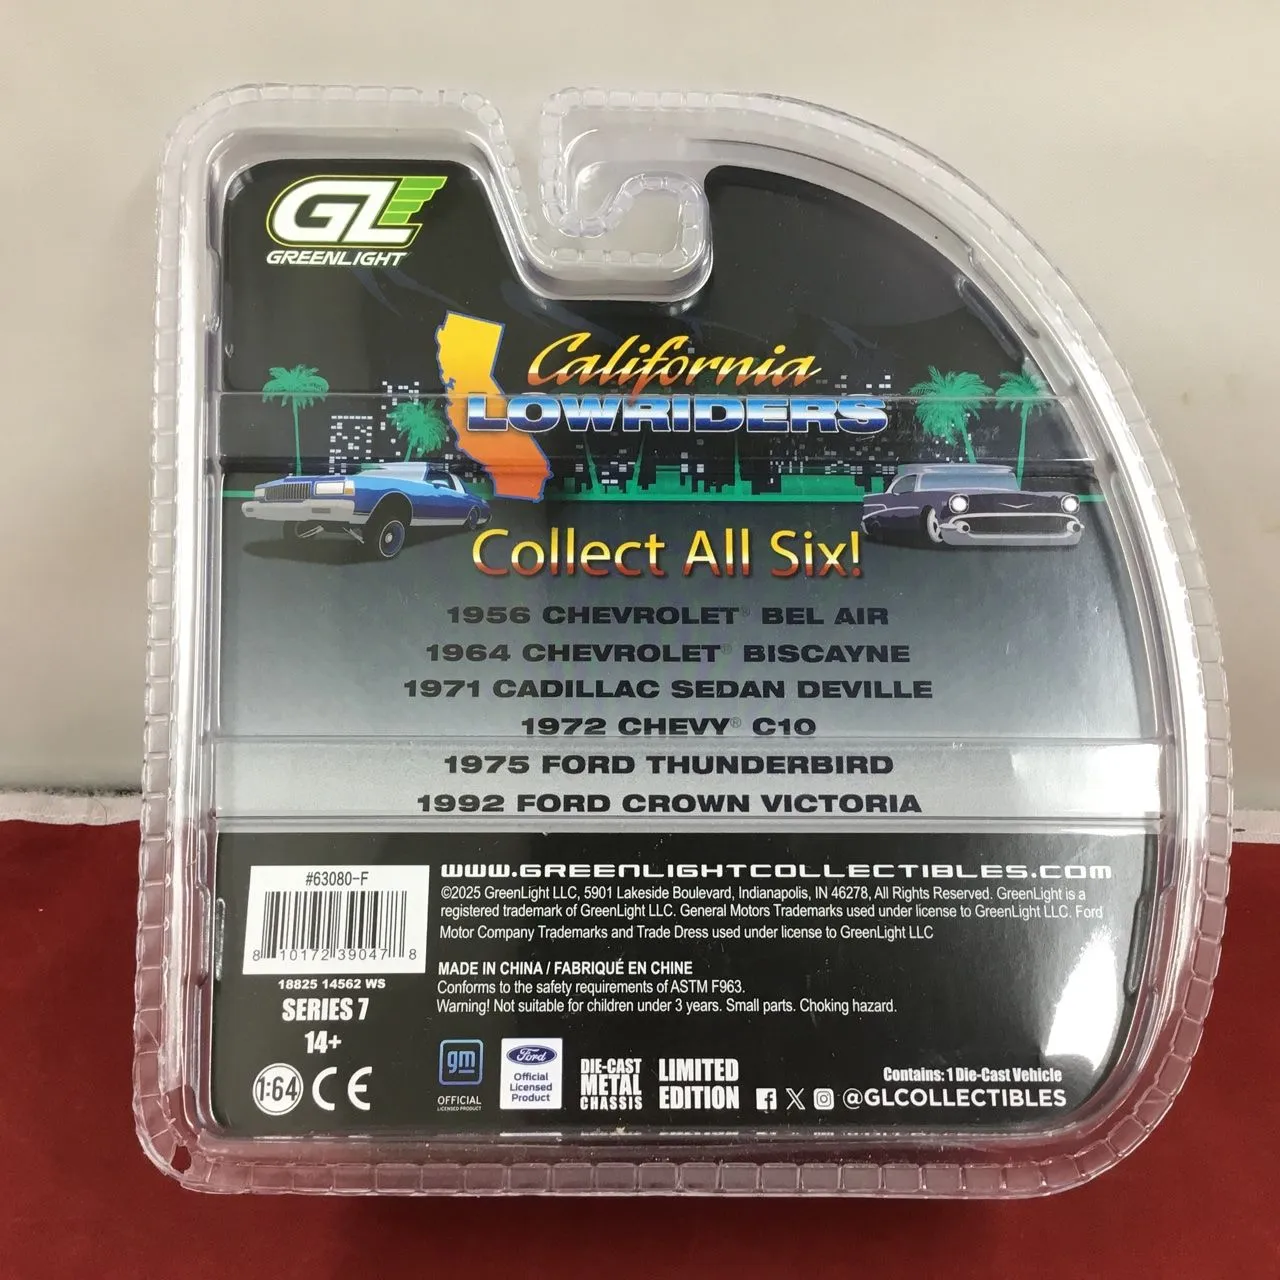 GL
GREENLIGHT
California
LOWRIDERS
Collect All Six!
1956 CHEVROLET® BEL AIR
1964 CHEVROLET® BISCAYNE
1971 CADILLAC SEDAN DEVILLE
1972 CHEVY® C10
1975 FORD THUNDERBIRD
1992 FORD CROWN VICTORIA
#63080-F
8 10172 39047 8
18825 14562 WS
SERIES 7
14+
1:64 CE
WWW.GREENLIGHTCOLLECTIBLES.COM
©2025 GreenLight LLC, 5901 Lakeside Boulevard, Indianapolis, IN 46278, All Rights Reserved. GreenLight is a
registered trademark of GreenLight LLC. General Motors Trademarks used under license to GreenLight LLC. Ford
Motor Company Trademarks and Trade Dress used under license to GreenLight LLC
MADE IN CHINA / FABRIQUÉ EN CHINE
Conforms to the safety requirements of ASTM F963.
Warning! Not suitable for children under 3 years. Small parts. Choking hazard.
gm
OFFICIAL
LICENSED PRODUCT
Ford
Official
Licensed
Product
DIE-CAST
METAL
CHASSIS
LIMITED
EDITION
Contains: 1 Die-Cast Vehicle
@GLCOLLECTIBLES